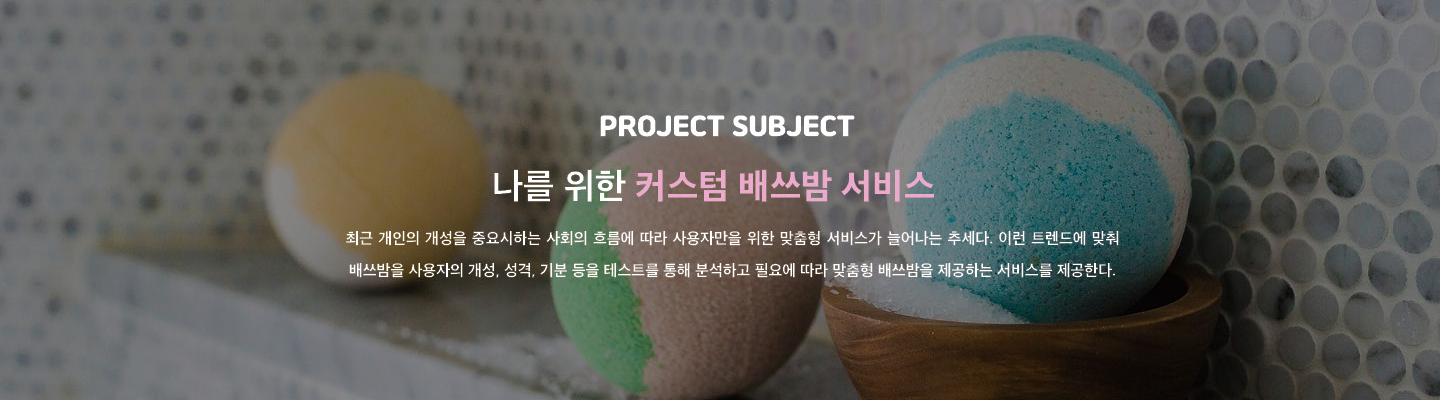 PROJECT SUBJECT
나를 위한 커스텀 배쓰밤 서비스
최근 개인의 개성을 중요시하는 사회의 흐름에 따라 사용자만을 위한 맞춤형 서비스가 늘어나는 추세다. 이런 트렌드에 맞춰
배쓰밤을 사용자의 개성, 성격, 기분 등을 테스트를 통해 분석하고 필요에 따라 맞춤형 배쓰밤을 제공하는 서비스를 제공한다.